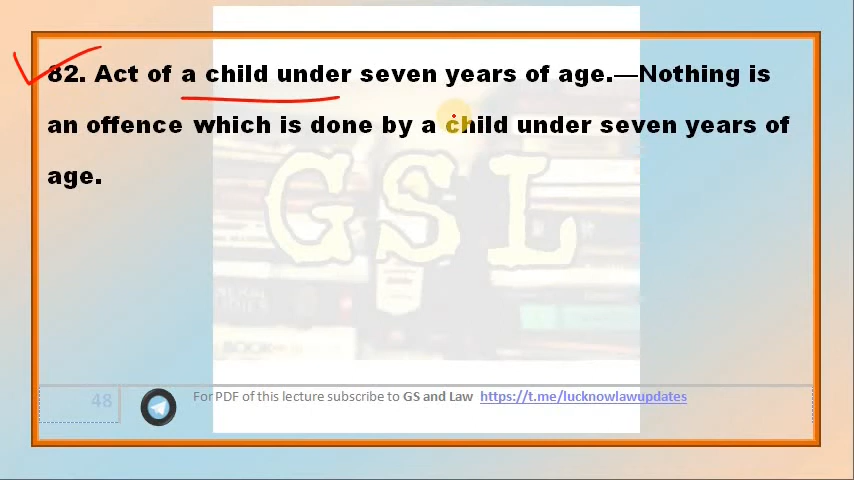 82. Act of a child under seven years of age.—Nothing is
an offence which is done by a child under seven years of
age.
GSL
48
For PDF of this lecture subscribe to GS and Law https://t.me/lucknowlawupdates